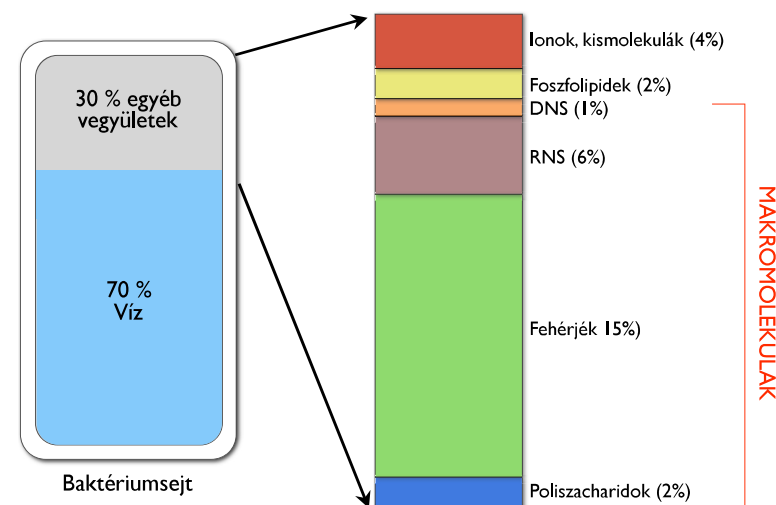 30 % egyéb
vegyületek
70 %
Víz
Baktériumsejt
Ionok, kismolekulák (4%)
Foszfolipidek (2%)
DNS (1%)
RNS (6%)
Fehérjék 15%)
Poliszacharidok (2%)
MAKROMOLEKULÁK